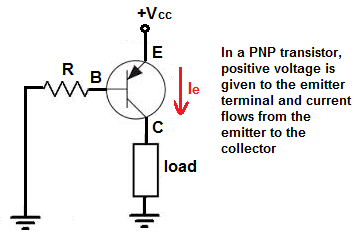 +Vcc
E
R
B
Ie
C
load
In a PNP transistor,
positive voltage is
given to the emitter
terminal and current
flows from the
emitter to the
collector